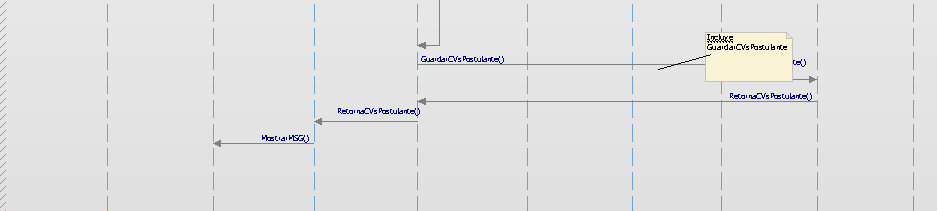 Incluye
GuardarCVsPostulante
GuardarCVsPostulante()
te()
RetornaCVsPostulante()
RetornaCVsPostulante()
MostrarMSG()